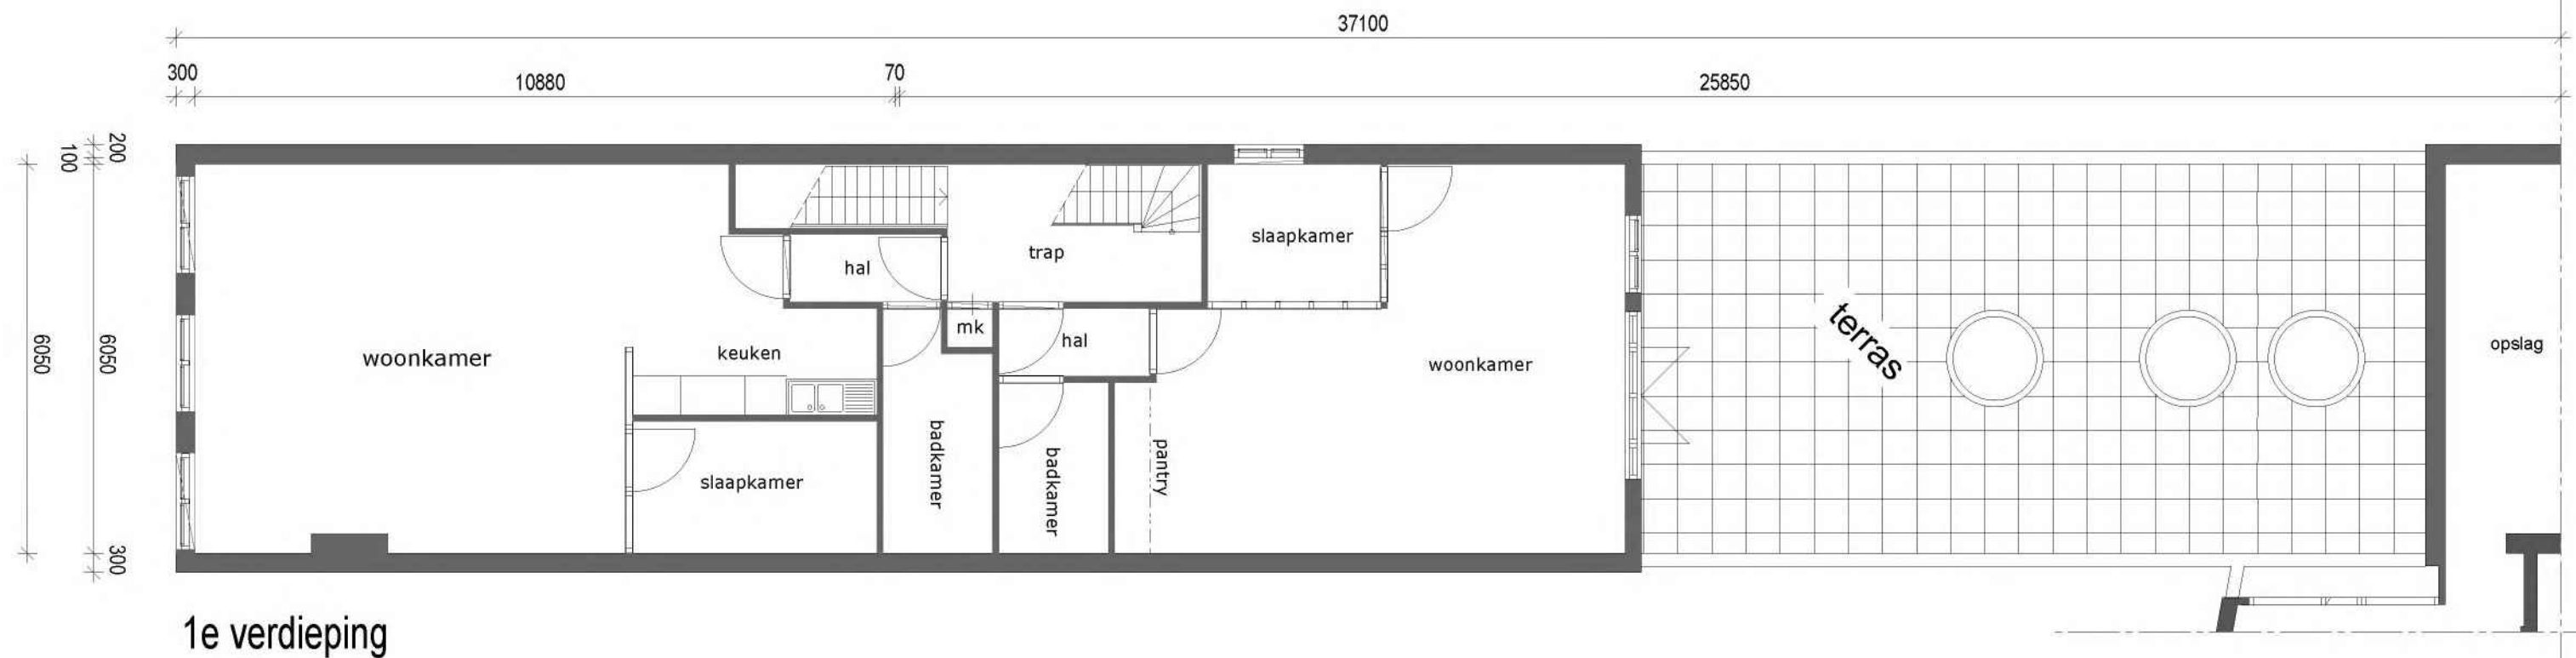 37100
300
10880
70
25850
200
100
6050
6050
300
slaapkamer
trap
hal
mk
hal
keuken
woonkamer
woonkamer
terras
opslag
badkamer
badkamer
pantry
slaapkamer
1e verdieping